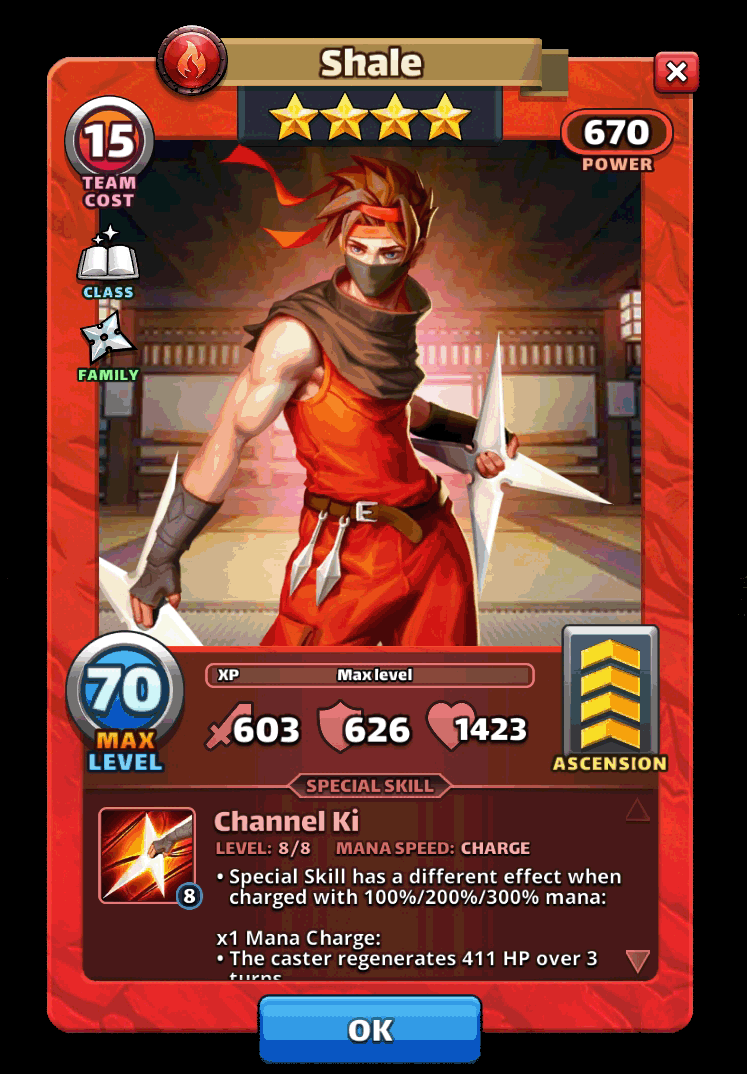 Shale
15
TEAM
COST
670
POWER
CLASS
FAMILY
70
MAX
LEVEL
XP Max level
603 626 1423
ASCENSION
SPECIAL SKILL
Channel Ki
LEVEL: 8/8 MANA SPEED: CHARGE
8
• Special Skill has a different effect when
charged with 100%/200%/300% mana:
x1 Mana Charge:
• The caster regenerates 411 HP over 3
turns
OK